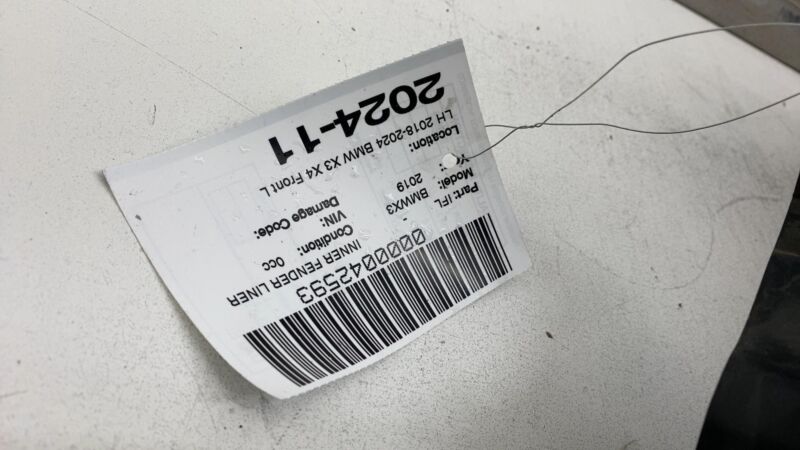 0000042593
Part: IFL - INNER FENDER LINER
Model: BMWX3 Condition: 0cc
2019 VIN:
Damage Code:
Location:
LH 2018-2024 BMW X3 X4 Front L
2024-11